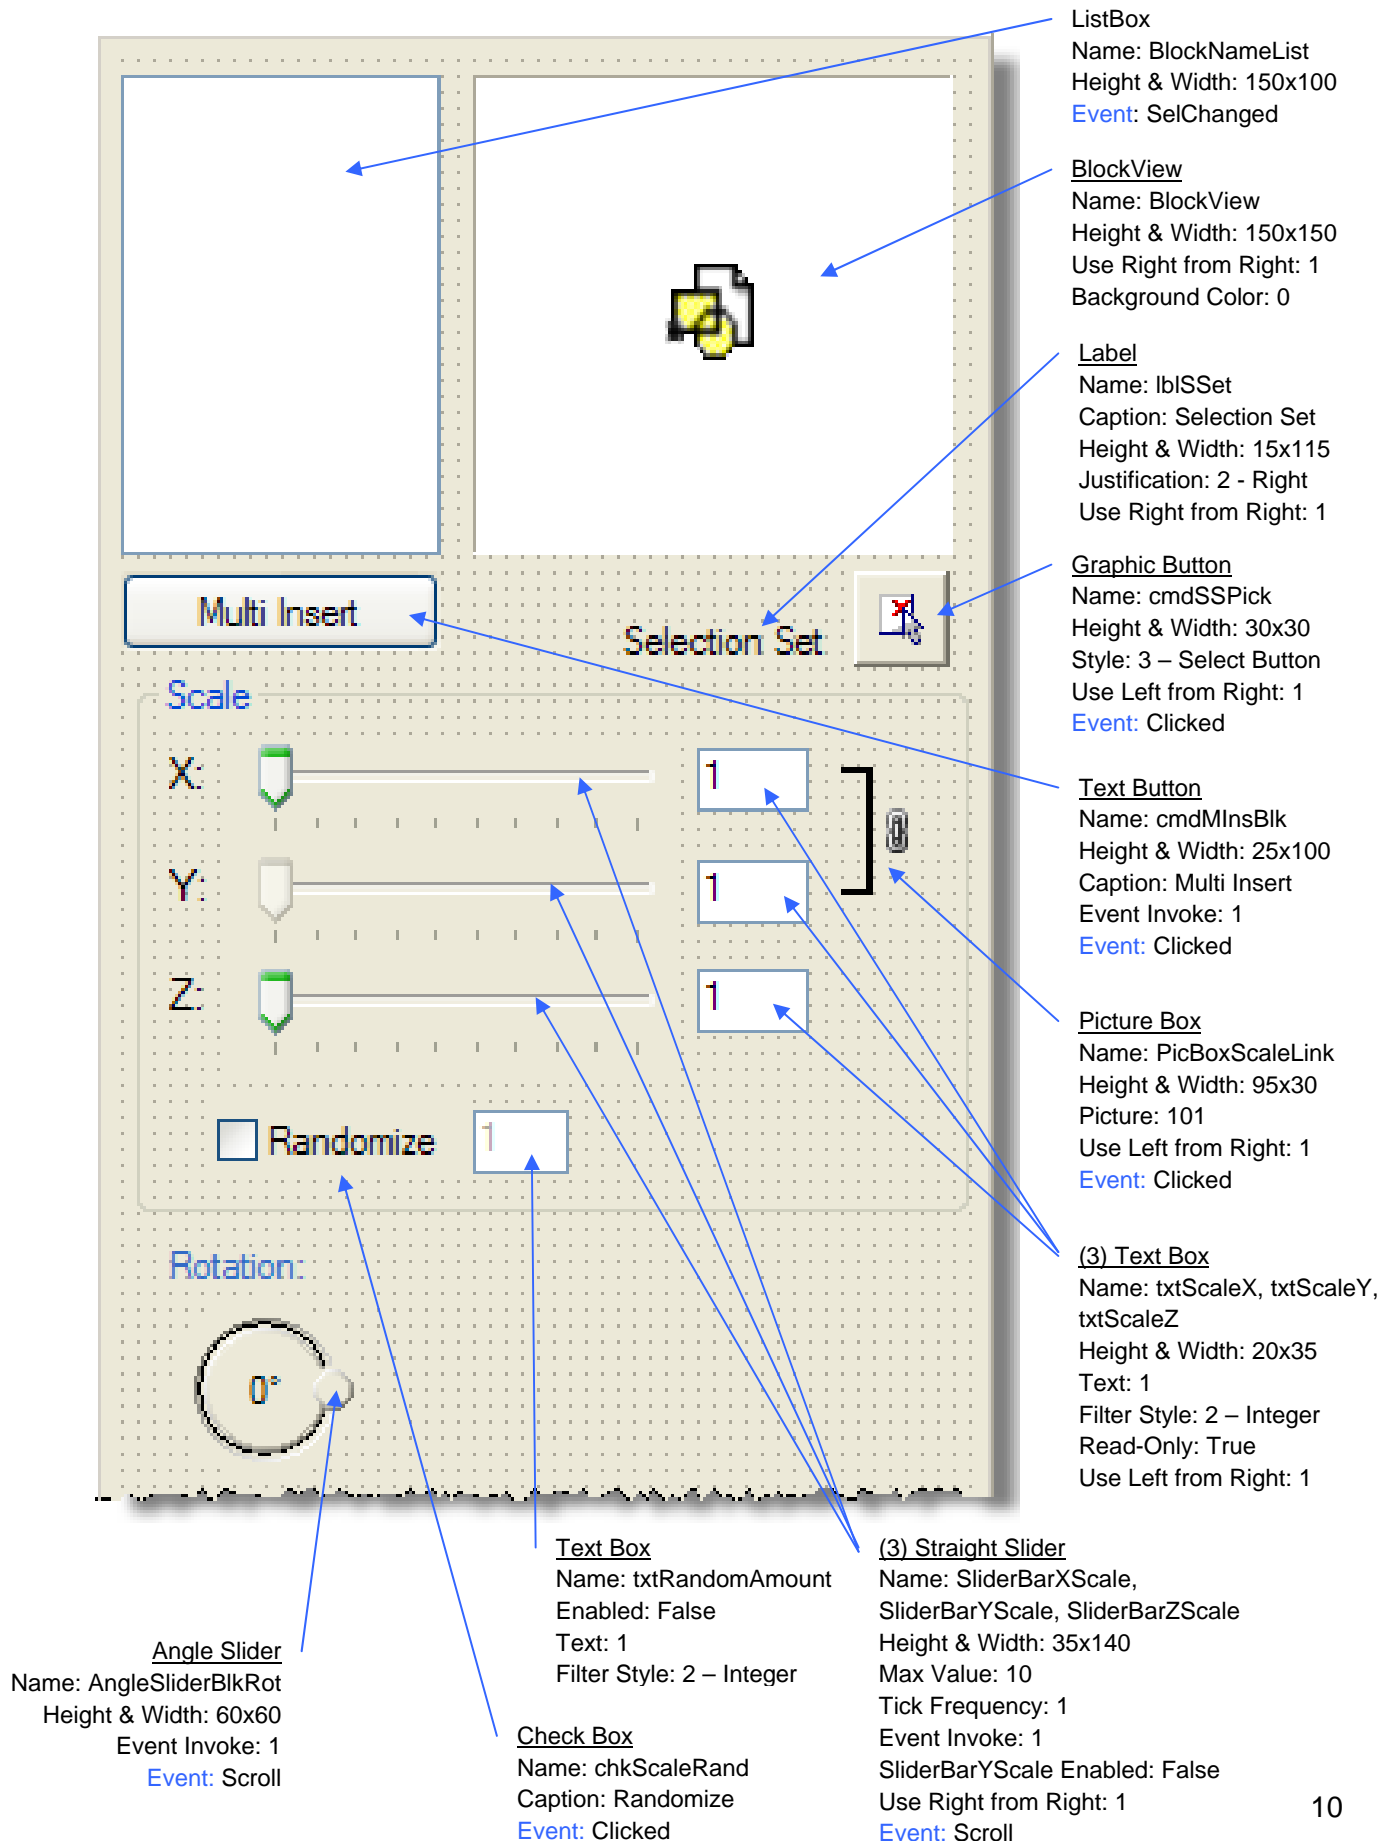 ListBox
Name: BlockNameList
Height & Width: 150x100
Event: SelChanged
BlockView
Name: BlockView
Height & Width: 150x150
Use Right from Right: 1
Background Color: 0
Label
Name: lblSSet
Caption: Selection Set
Height & Width: 15x115
Justification: 2 - Right
Use Right from Right: 1
Graphic Button
Name: cmdSSPick
Height & Width: 30x30
Style: 3 – Select Button
Use Left from Right: 1
Event: Clicked
Text Button
Name: cmdMInsBlk
Height & Width: 25x100
Caption: Multi Insert
Event Invoke: 1
Event: Clicked
Picture Box
Name: PicBoxScaleLink
Height & Width: 95x30
Picture: 101
Use Left from Right: 1
Event: Clicked
(3) Text Box
Name: txtScaleX, txtScaleY,
txtScaleZ
Height & Width: 20x35
Text: 1
Filter Style: 2 – Integer
Read-Only: True
Use Left from Right: 1
Multi Insert
Selection Set
Scale
X:
1
Y:
1
Z:
1
Randomize
1
Rotation:
0°
Text Box
Name: txtRandomAmount
Enabled: False
Text: 1
Filter Style: 2 – Integer
(3) Straight Slider
Name: SliderBarXScale,
SliderBarYScale, SliderBarZScale
Height & Width: 35x140
Max Value: 10
Tick Frequency: 1
Event Invoke: 1
SliderBarYScale Enabled: False
Use Right from Right: 1
Event: Scroll
Angle Slider
Name: AngleSliderBlkRot
Height & Width: 60x60
Event Invoke: 1
Event: Scroll
Check Box
Name: chkScaleRand
Caption: Randomize
Event: Clicked
10